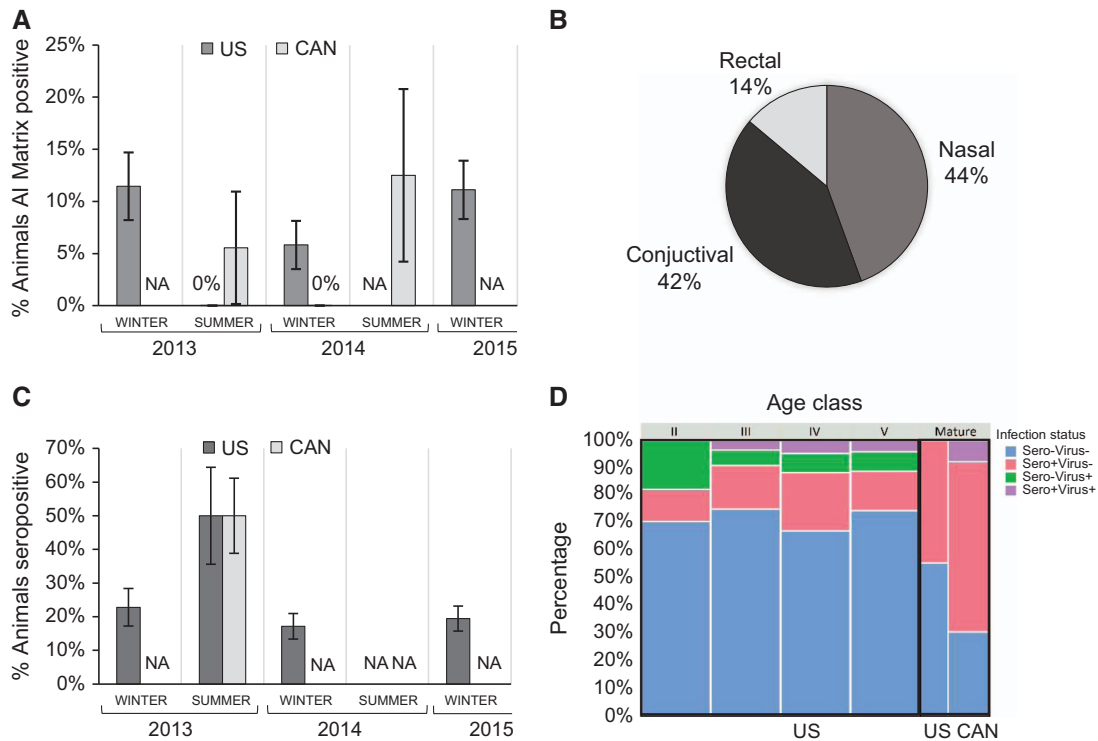 A
% Animals AI Matrix positive
25%
20%
15%
10%
5%
0%
US CAN
NA 0% 0% NA NA
WINTER SUMMER WINTER SUMMER WINTER
2013 2014 2015
B
Rectal
14%
Nasal
44%
Conjuctival
42%
C
% Animals seropositive
70%
60%
50%
40%
30%
20%
10%
0%
US CAN
NA NA NA NA NA
WINTER SUMMER WINTER SUMMER WINTER
2013 2014 2015
D
Age class
II III IV V Mature
Percentage
100%
90%
80%
70%
60%
50%
40%
30%
20%
10%
0%
US US CAN
Infection status
Sero-Virus-
Sero+Virus-
Sero-Virus+
Sero+Virus+